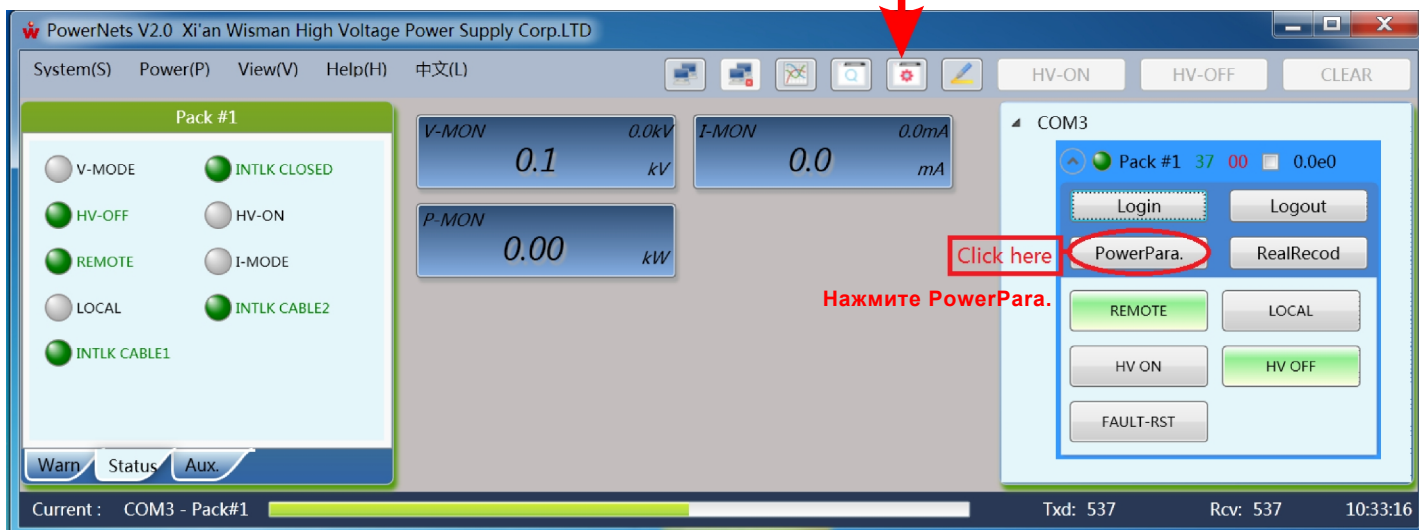 PowerNets V2.0 Xi'an Wisman High Voltage Power Supply Corp.LTD
System(S) Power(P) View(V) Help(H) 中文(L)
HV-ON HV-OFF CLEAR
Pack #1
V-MODE INTLK CLOSED
HV-OFF HV-ON
REMOTE I-MODE
LOCAL INTLK CABLE2
INTLK CABLE1
Warn Status Aux.
V-MON 0.0kV
0.1 kV
I-MON 0.0mA
0.0 mA
P-MON
0.00 kW
COM3
Pack #1 37 00 0.0e0
Login Logout
Click here
PowerPara. RealRecod
Нажмите PowerPara.
REMOTE LOCAL
HV ON HV OFF
FAULT-RST
Current : COM3 - Pack#1 Txd: 537 Rcv: 537 10:33:16